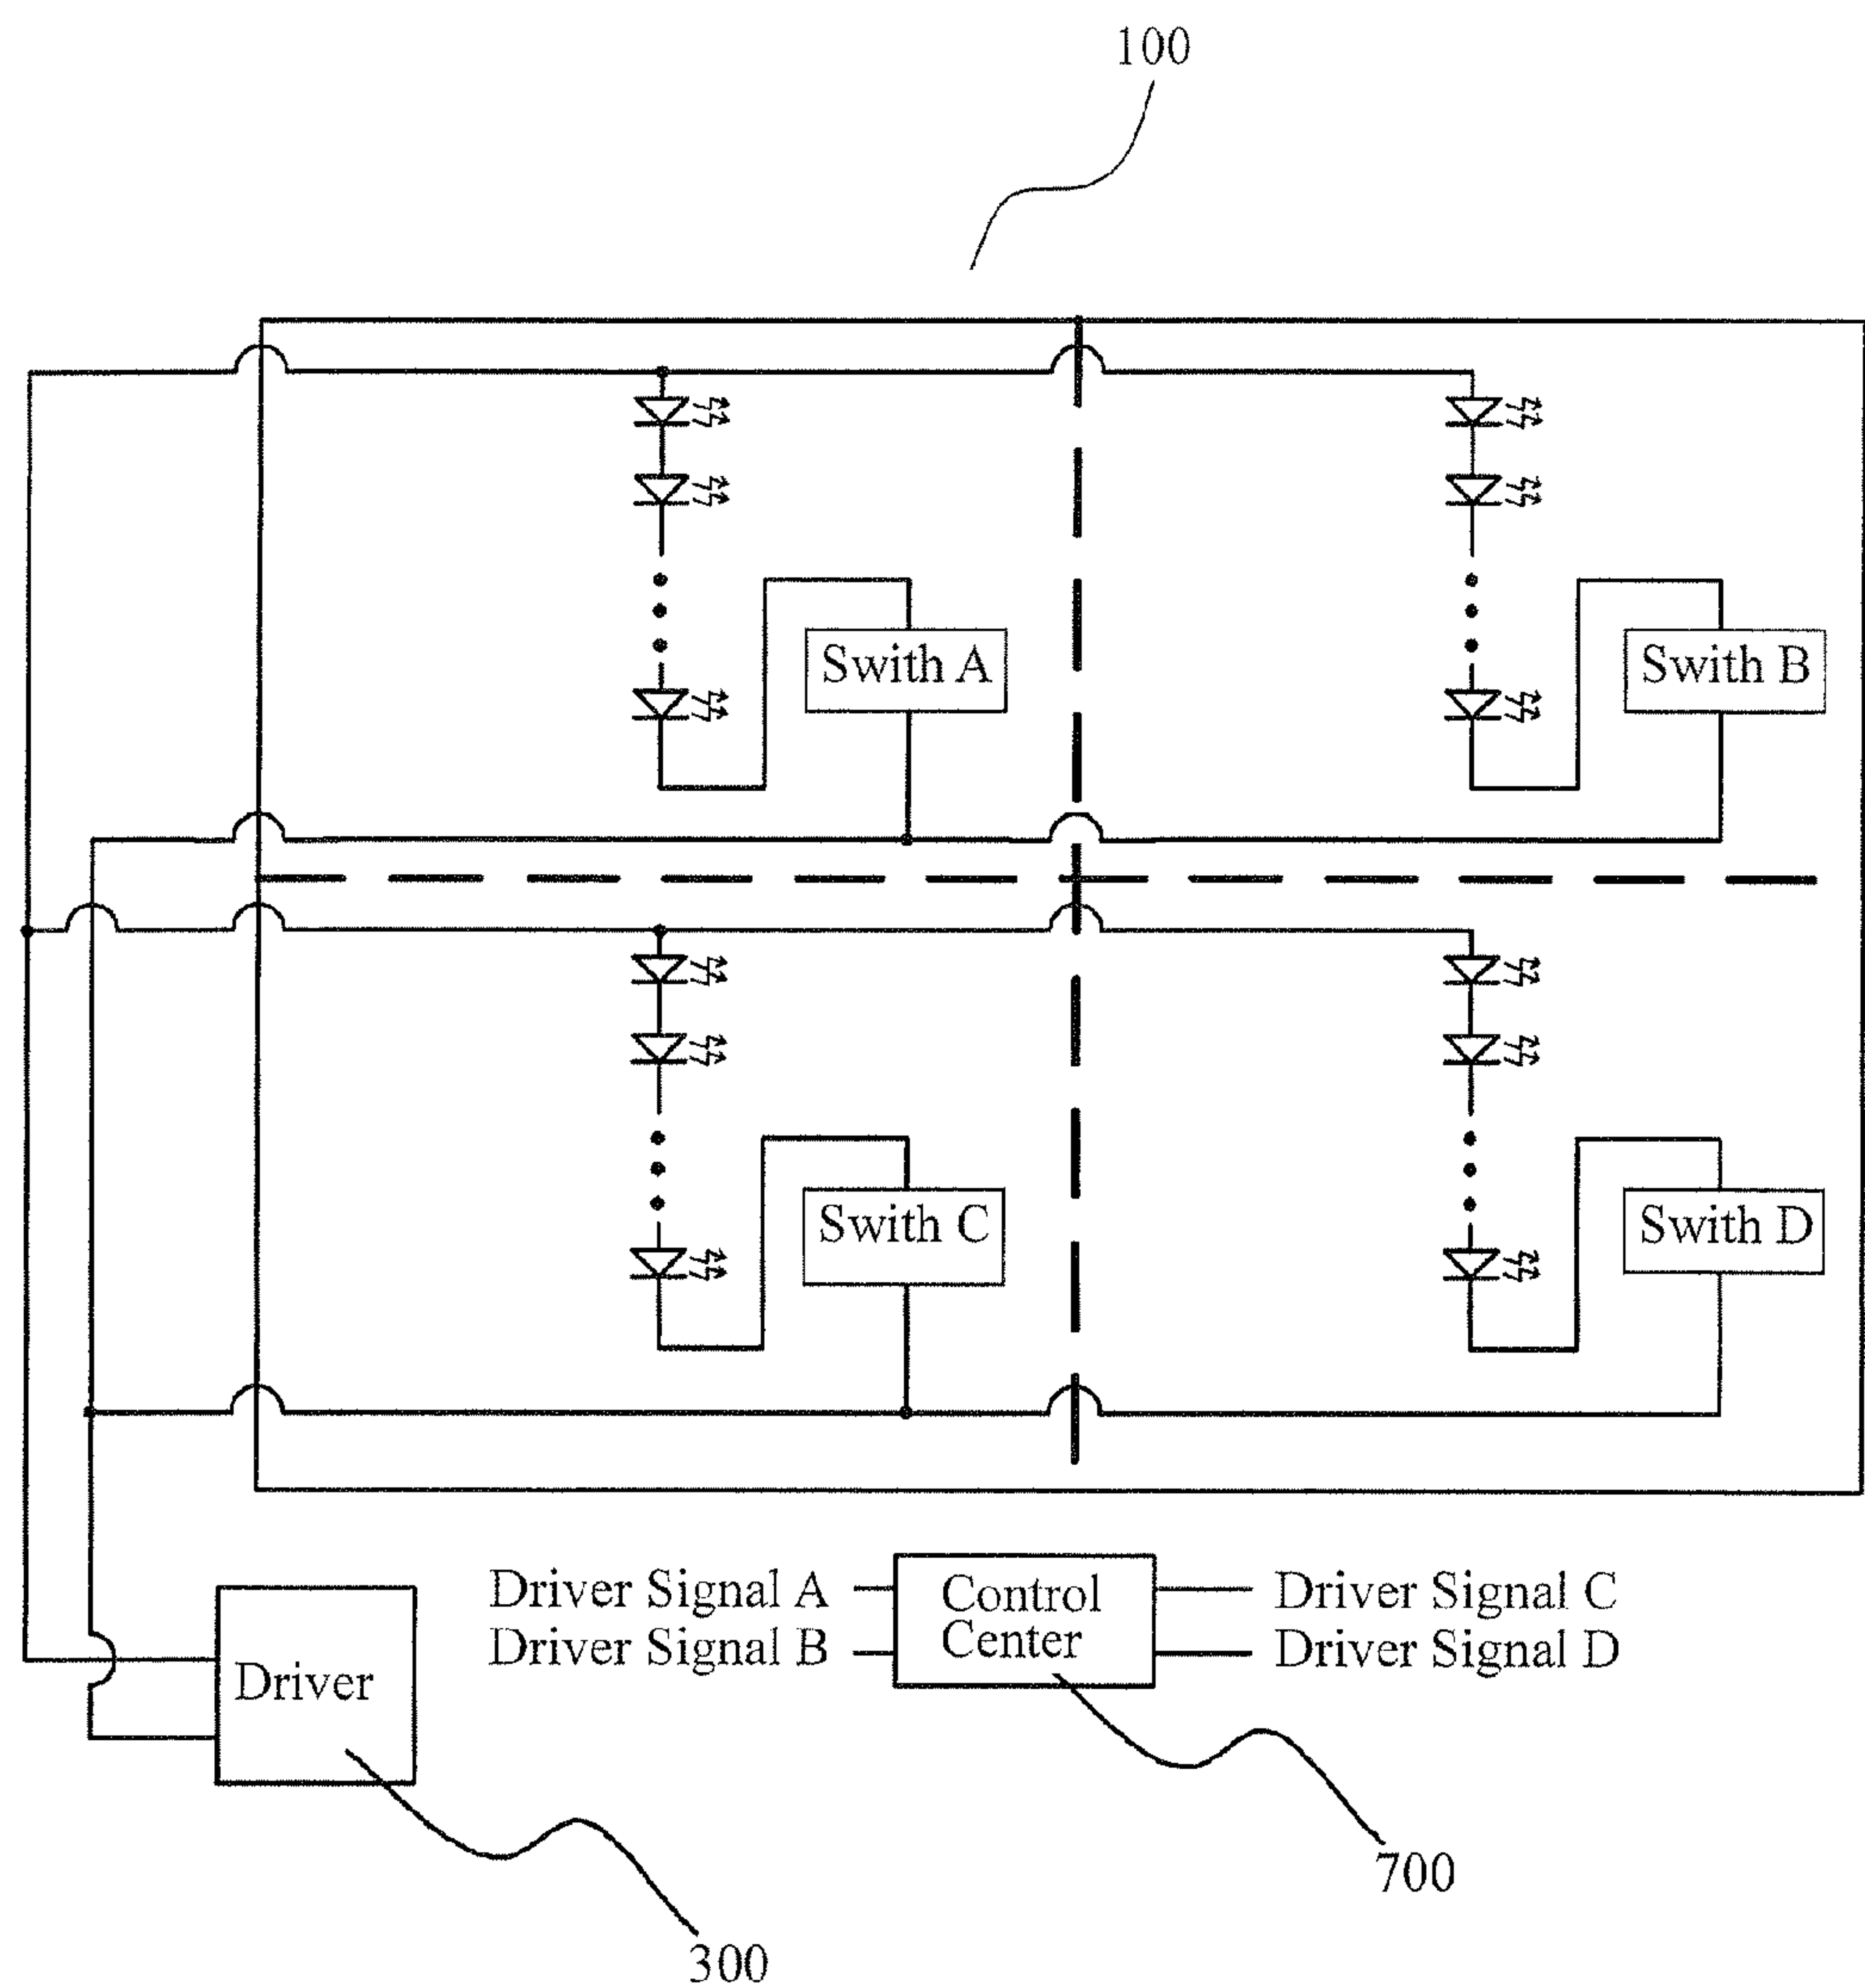 100
Swith A
Swith B
Swith C
Swith D
Driver Signal A
Driver Signal B
Control
Center
Driver Signal C
Driver Signal D
Driver
700
300